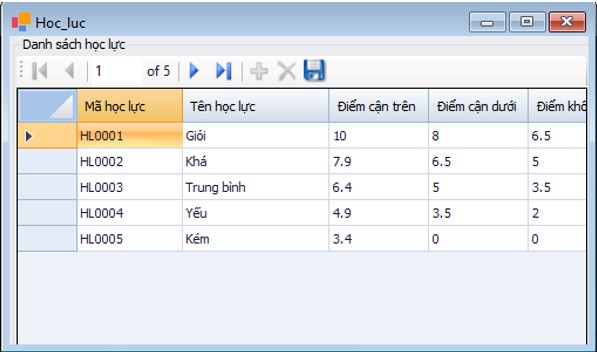 Hoc_luc
Danh sách học lực
1 of 5
Mã học lực Tên học lực Điểm cận trên Điểm cận dưới Điểm khố
HL0001 Giỏi 10 8 6.5
HL0002 Khá 7.9 6.5 5
HL0003 Trung bình 6.4 5 3.5
HL0004 Yếu 4.9 3.5 2
HL0005 Kém 3.4 0 0